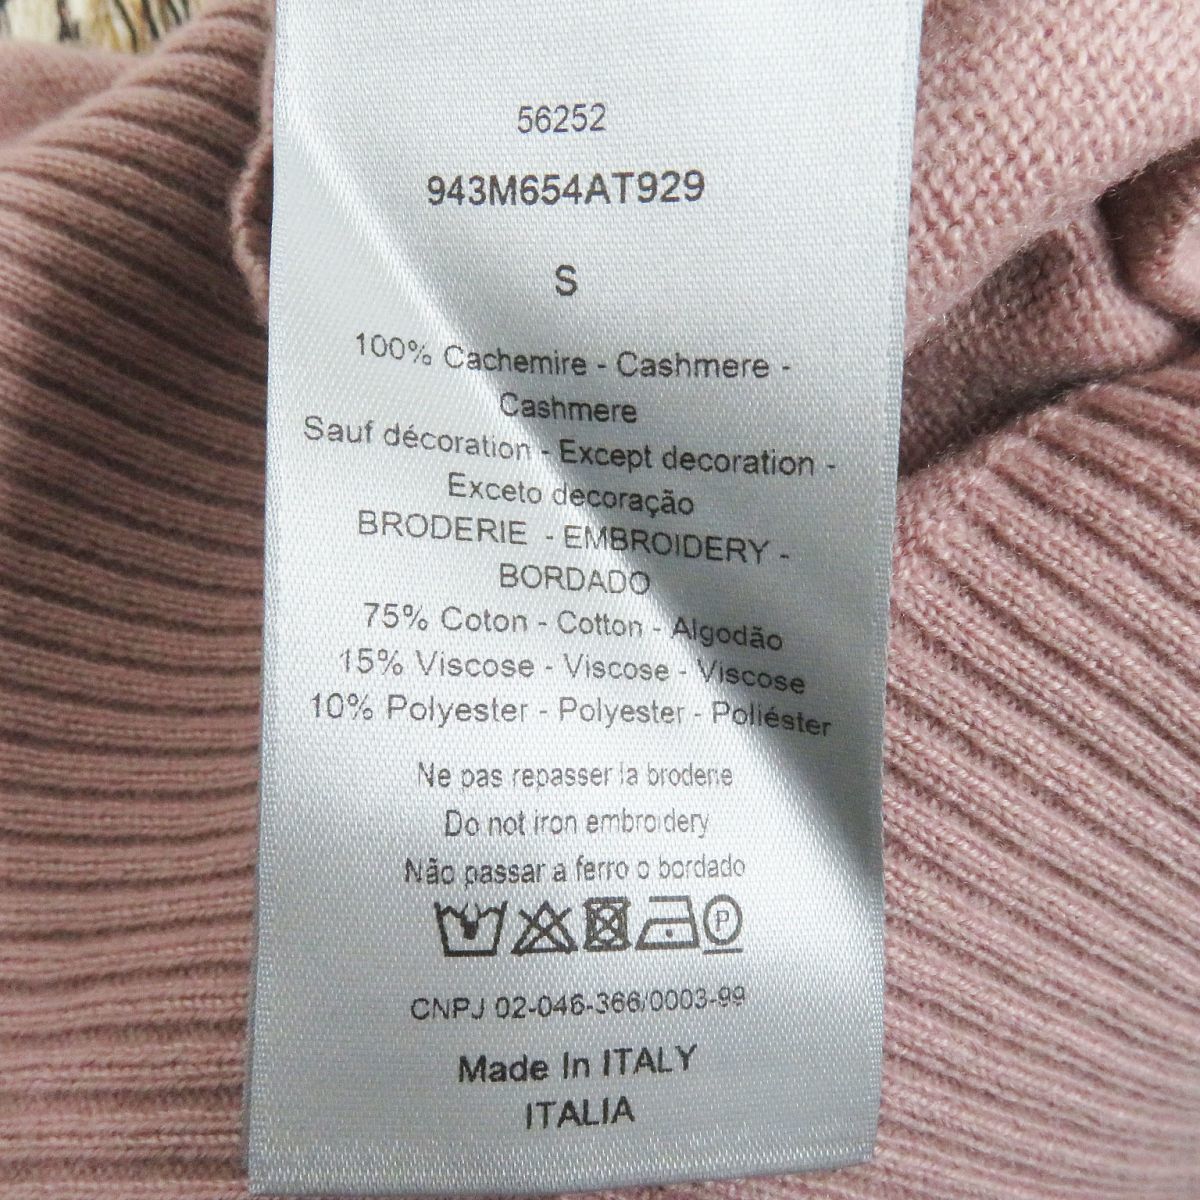 56252
943M654AT929
S
100% Cachemire - Cashmere -
Cashmere
Sauf décoration - Except decoration -
Exceto decoração
BRODERIE - EMBROIDERY -
BORDADO
75% Coton - Cotton - Algodão
15% Viscose - Viscose - Viscose
10% Polyester - Polyester - Poliéster
Ne pas repasser la broderie
Do not iron embroidery
Não passar a ferro o bordado
P
CNPJ 02-046-366/0003-99
Made In ITALY
ITALIA